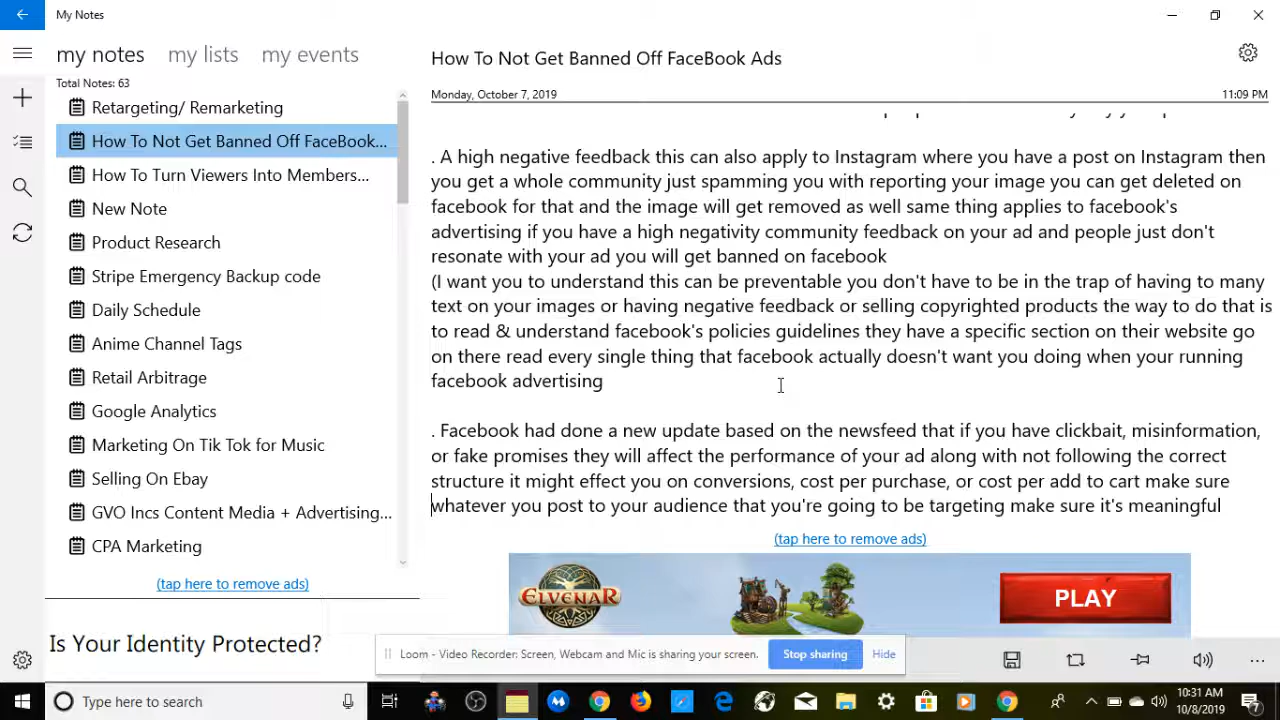 My Notes
my notes my lists my events
Total Notes: 63
Retargeting/ Remarketing
How To Not Get Banned Off FaceBook...
How To Turn Viewers Into Members...
New Note
Product Research
Stripe Emergency Backup code
Daily Schedule
Anime Channel Tags
Retail Arbitrage
Google Analytics
Marketing On Tik Tok for Music
Selling On Ebay
GVO Incs Content Media + Advertising...
CPA Marketing
(tap here to remove ads)
Is Your Identity Protected?
How To Not Get Banned Off FaceBook Ads
Monday, October 7, 2019 11:09 PM
. A high negative feedback this can also apply to Instagram where you have a post on Instagram then
you get a whole community just spamming you with reporting your image you can get deleted on
facebook for that and the image will get removed as well same thing applies to facebook's
advertising if you have a high negativity community feedback on your ad and people just don't
resonate with your ad you will get banned on facebook
(I want you to understand this can be preventable you don't have to be in the trap of having to many
text on your images or having negative feedback or selling copyrighted products the way to do that is
to read & understand facebook's policies guidelines they have a specific section on their website go
on there read every single thing that facebook actually doesn't want you doing when your running
facebook advertising
. Facebook had done a new update based on the newsfeed that if you have clickbait, misinformation,
or fake promises they will affect the performance of your ad along with not following the correct
structure it might effect you on conversions, cost per purchase, or cost per add to cart make sure
whatever you post to your audience that you're going to be targeting make sure it's meaningful
(tap here to remove ads)
ELVENAR
PLAY
Loom - Video Recorder: Screen, Webcam and Mic is sharing your screen. Stop sharing Hide
Type here to search
10:31 AM
10/8/2019
7